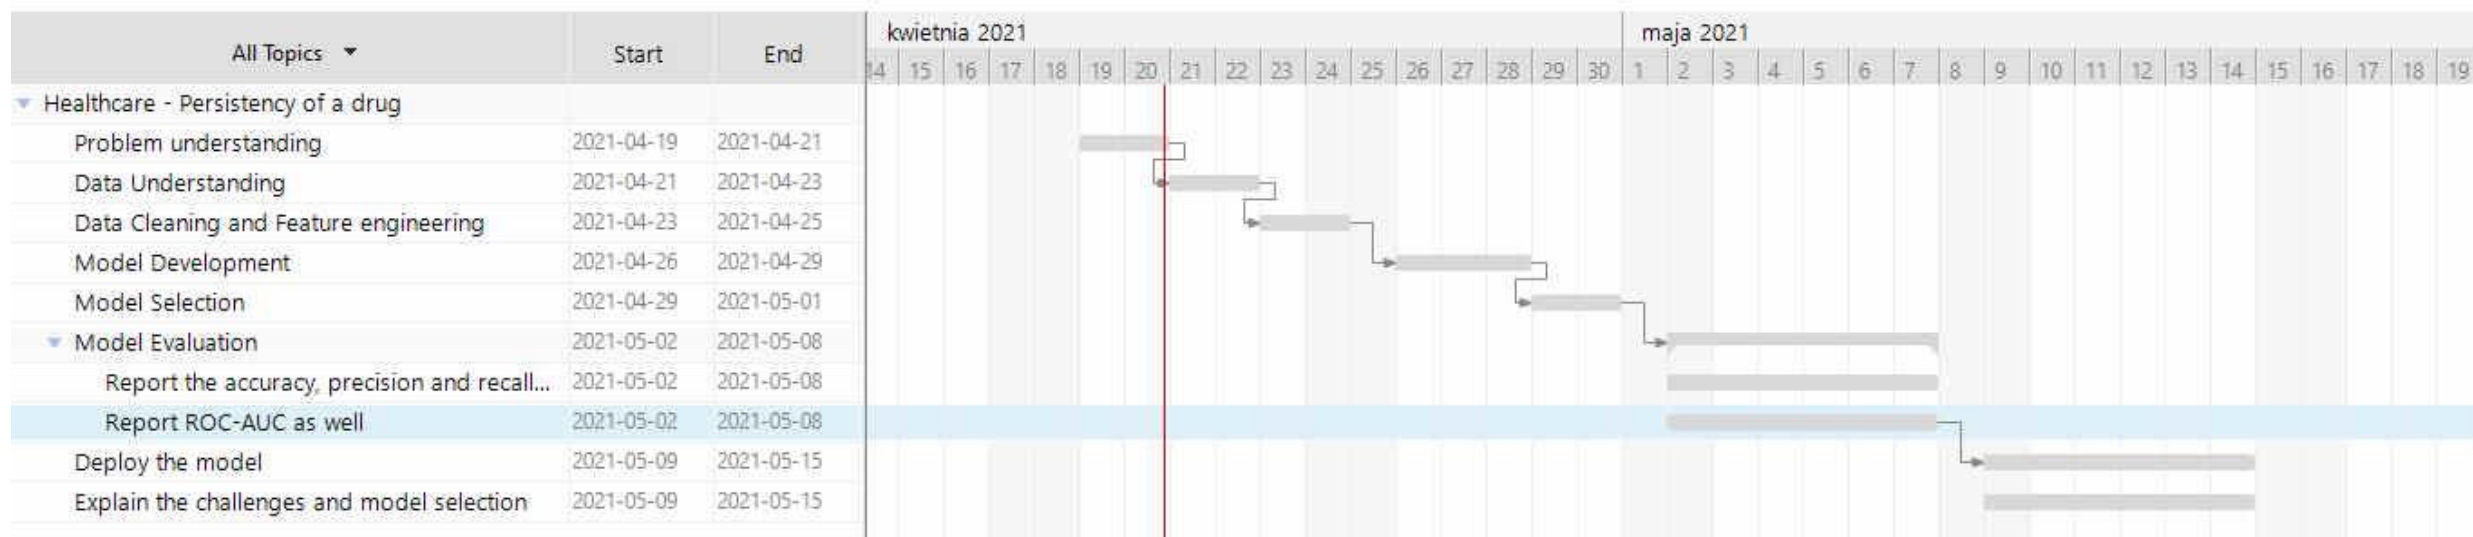 kwietnia 2021 maja 2021
All Topics Start End
14 15 16 17 18 19 20 21 22 23 24 25 26 27 28 29 30 1 2 3 4 5 6 7 8 9 10 11 12 13 14 15 16 17 18 19
Healthcare - Persistency of a drug
Problem understanding 2021-04-19 2021-04-21
Data Understanding 2021-04-21 2021-04-23
Data Cleaning and Feature engineering 2021-04-23 2021-04-25
Model Development 2021-04-26 2021-04-29
Model Selection 2021-04-29 2021-05-01
Model Evaluation 2021-05-02 2021-05-08
Report the accuracy, precision and recall... 2021-05-02 2021-05-08
Report ROC-AUC as well 2021-05-02 2021-05-08
Deploy the model 2021-05-09 2021-05-15
Explain the challenges and model selection 2021-05-09 2021-05-15